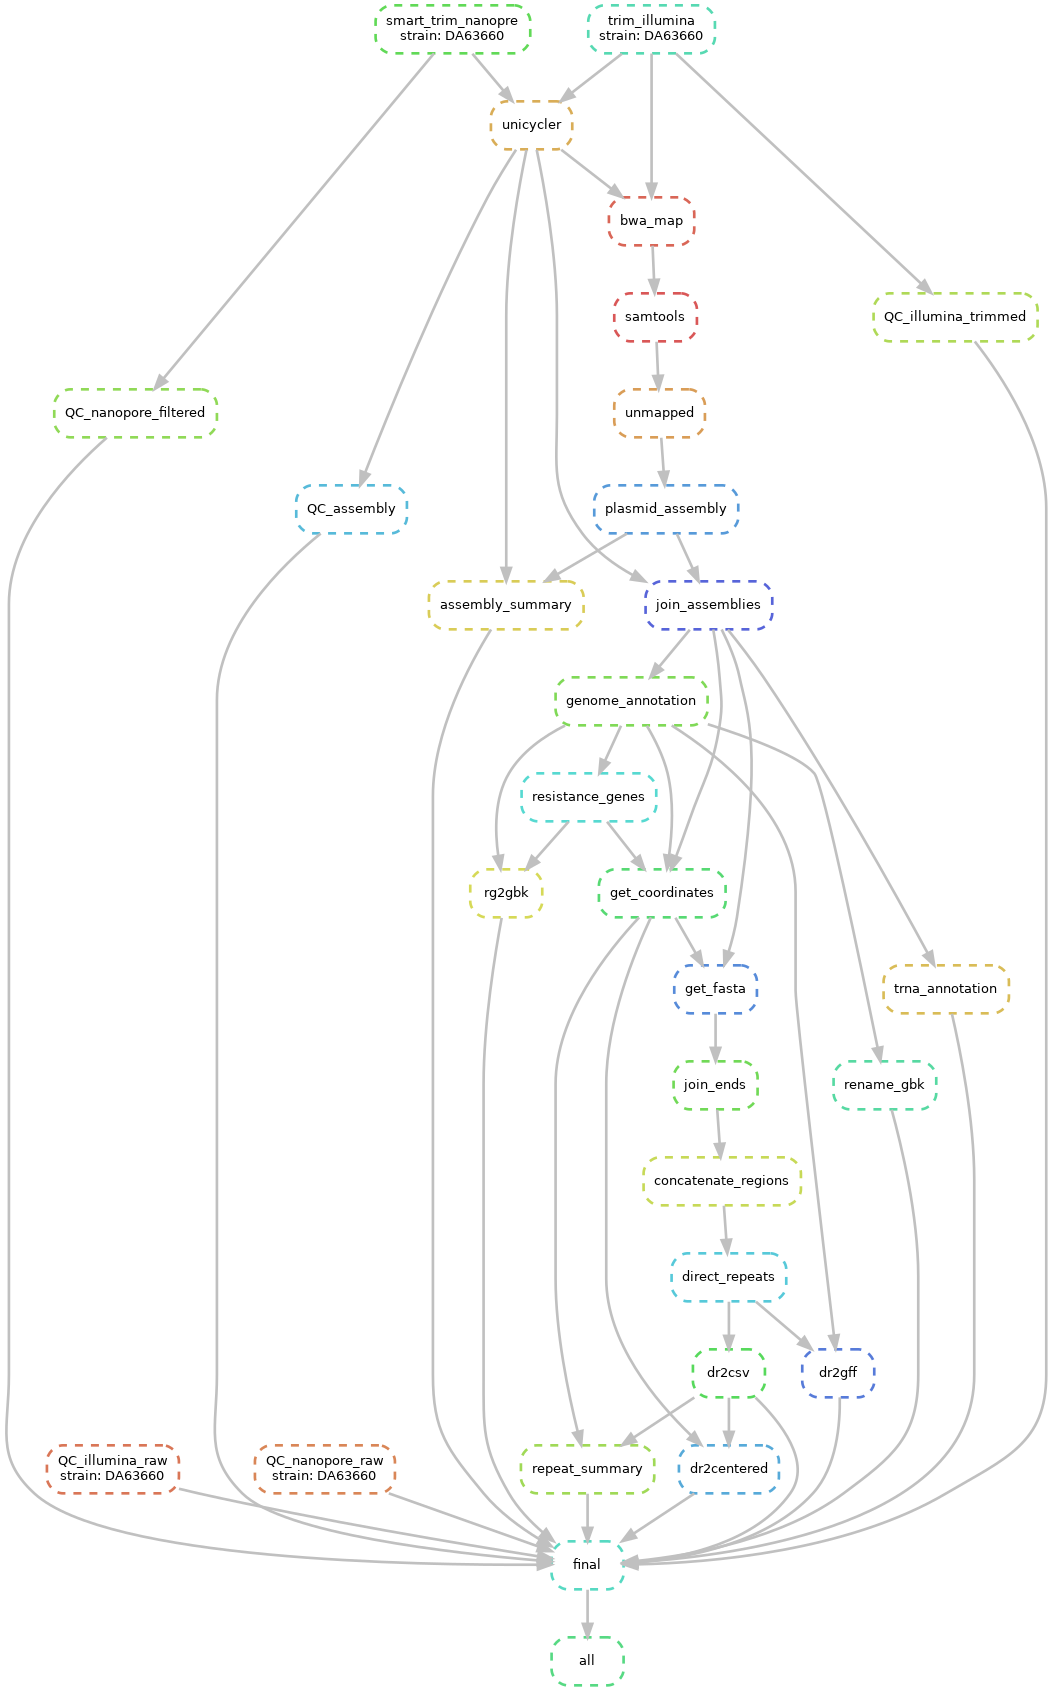 smart_trim_nanopre
strain: DA63660
trim_illumina
strain: DA63660
unicycler
bwa_map
samtools
QC_illumina_trimmed
QC_nanopore_filtered
unmapped
QC_assembly
plasmid_assembly
assembly_summary
join_assemblies
genome_annotation
resistance_genes
rg2gbk
get_coordinates
get_fasta
trna_annotation
join_ends
rename_gbk
concatenate_regions
direct_repeats
dr2csv
dr2gff
QC_illumina_raw
strain: DA63660
QC_nanopore_raw
strain: DA63660
repeat_summary
dr2centered
final
all